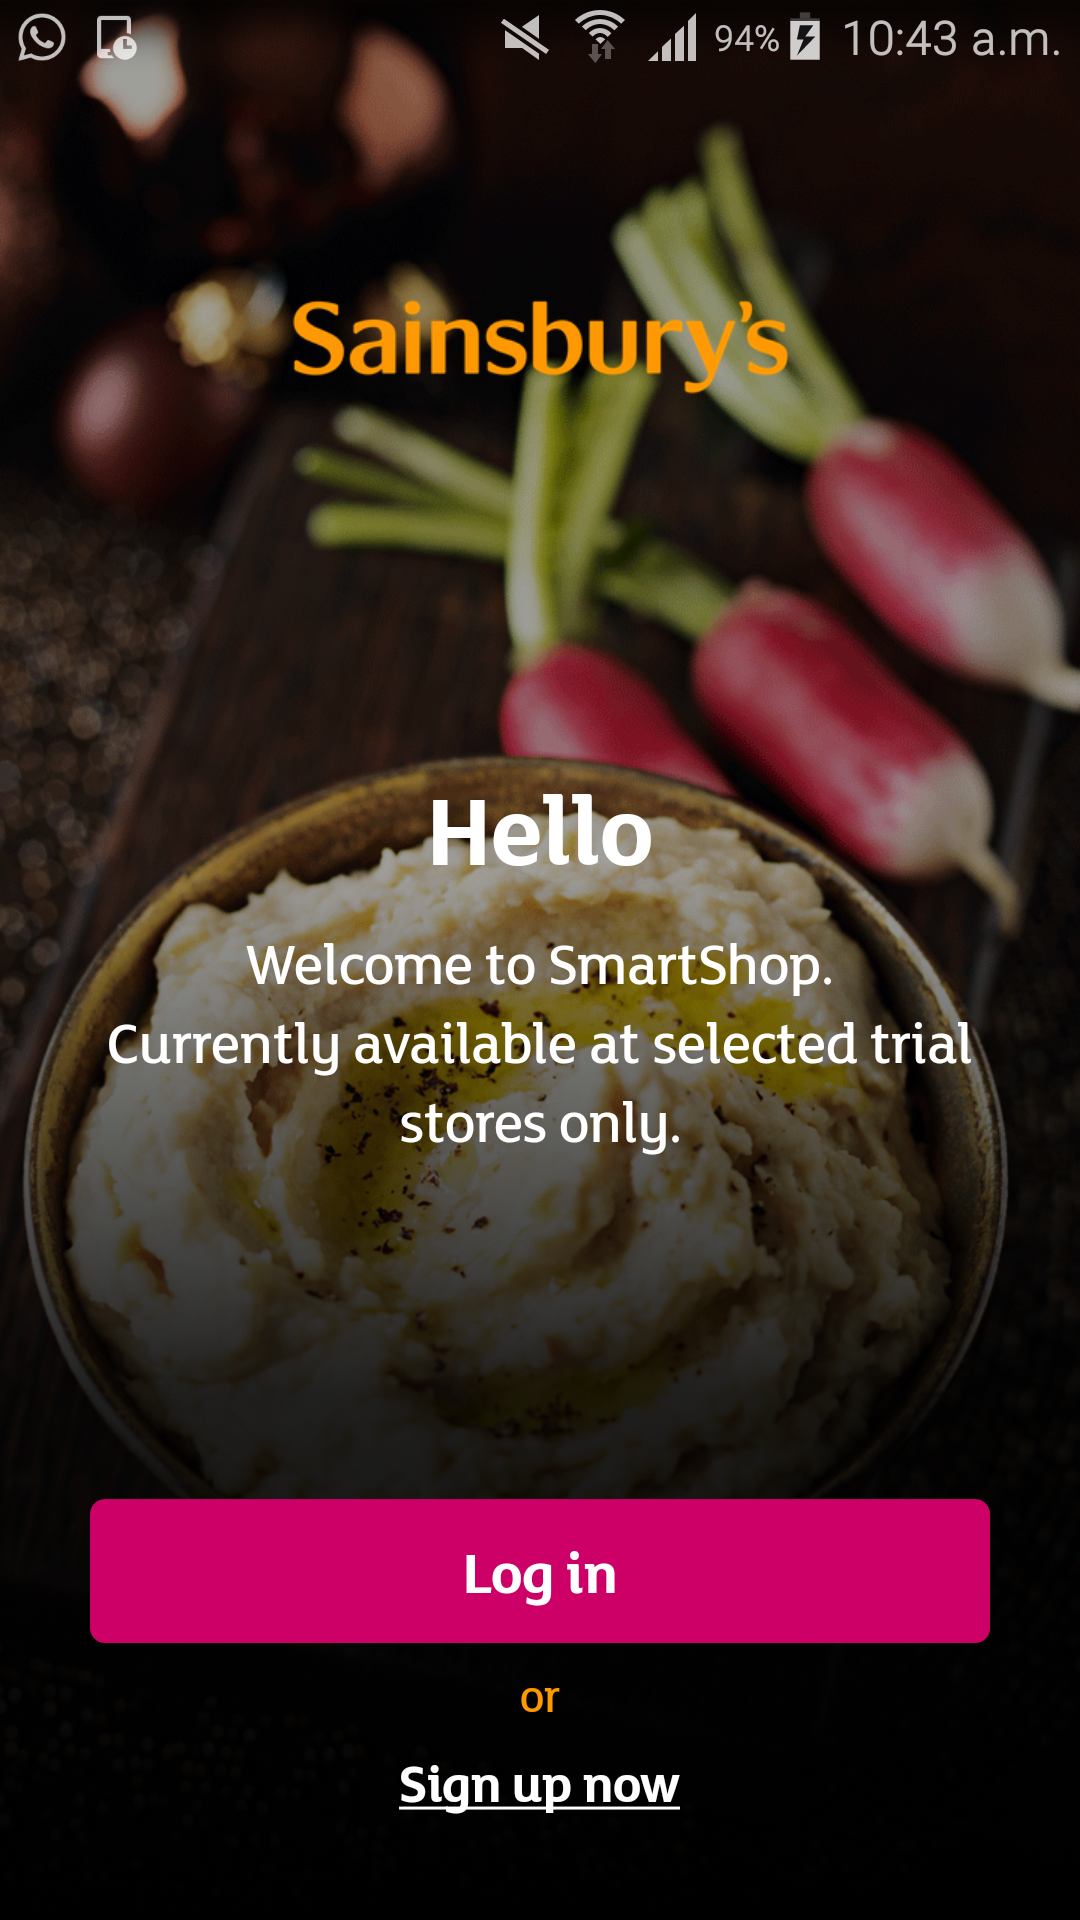 94% 10:43 a.m.
Sainsbury's
Hello
Welcome to SmartShop.
Currently available at selected trial
stores only.
Log in
or
Sign up now